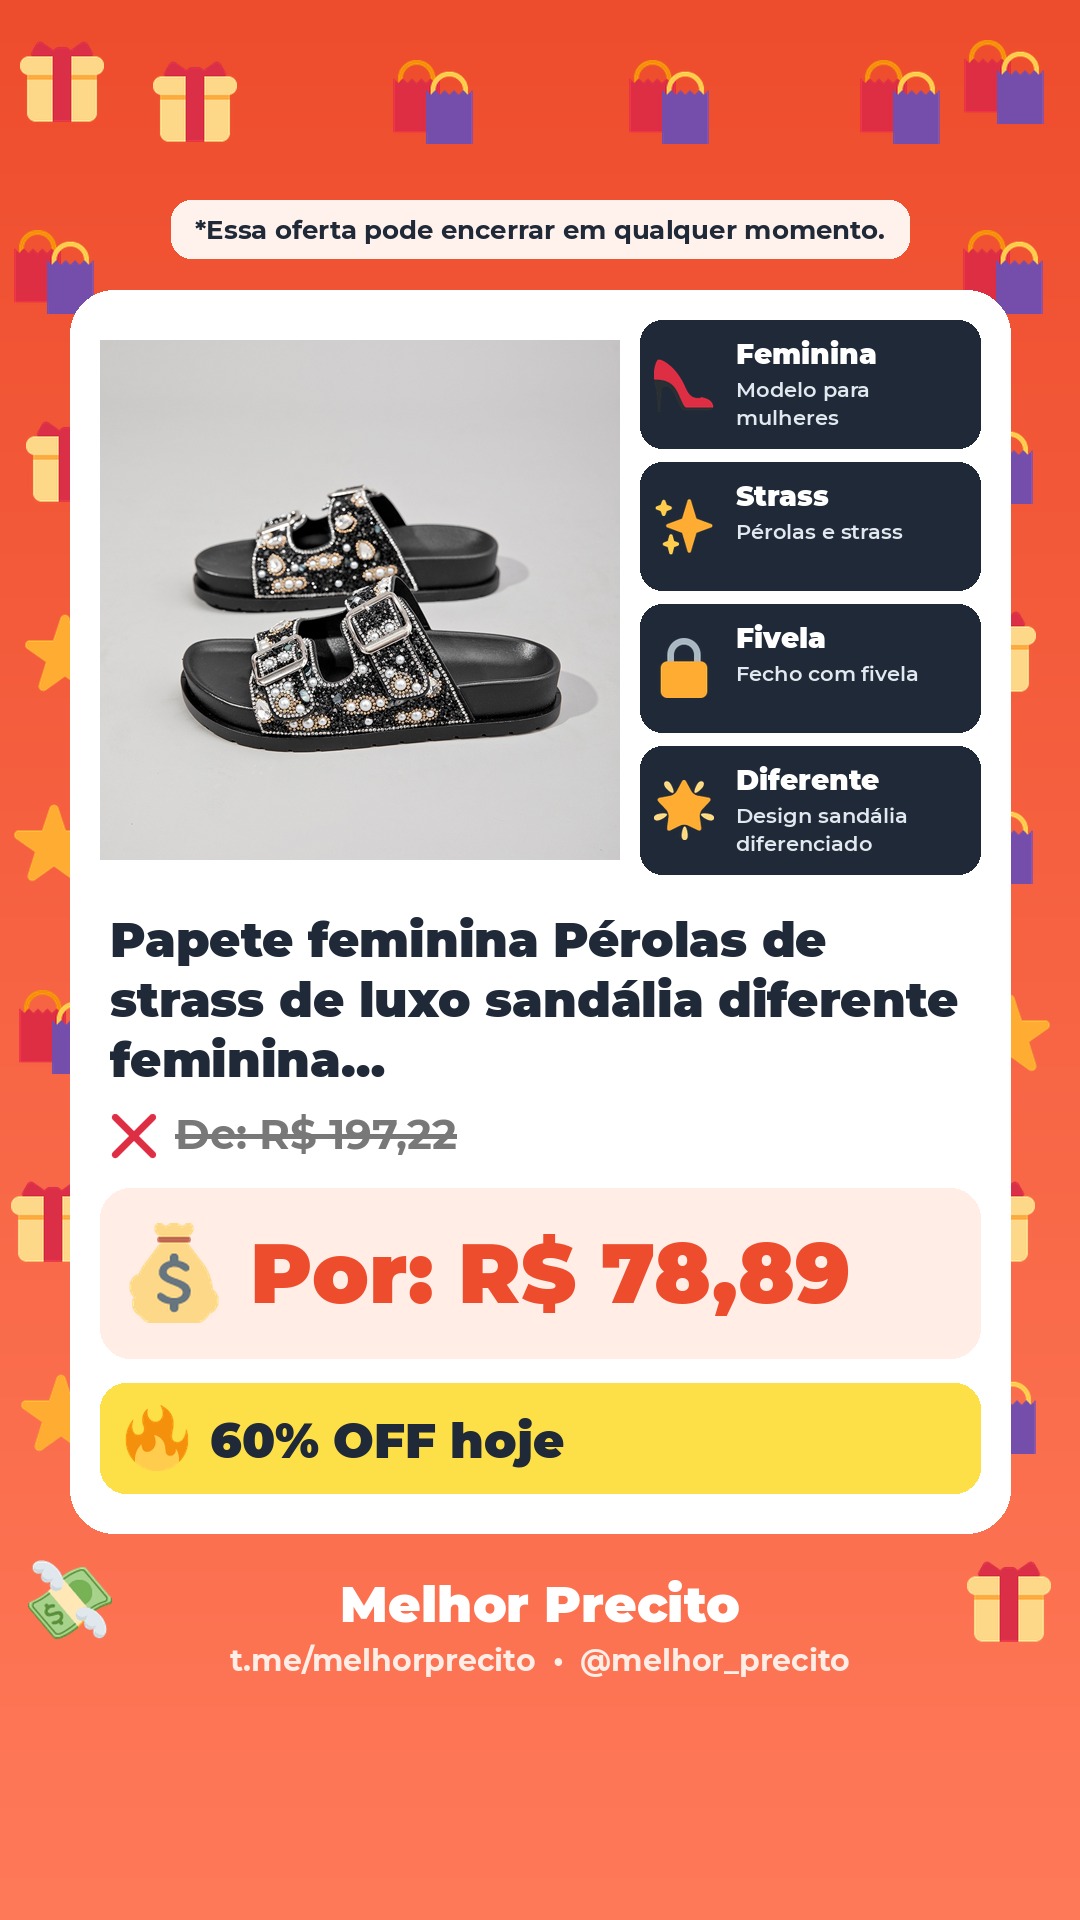 *Essa oferta pode encerrar em qualquer momento.
Feminina
Modelo para
mulheres
Strass
Pérolas e strass
Fivela
Fecho com fivela
Diferente
Design sandália
diferenciado
Papete feminina Pérolas de
strass de luxo sandália diferente
feminina...
De: R$ 197,22
Por: R$ 78,89
60% OFF hoje
Melhor Precito
t.me/melhorprecito • @melhor_precito